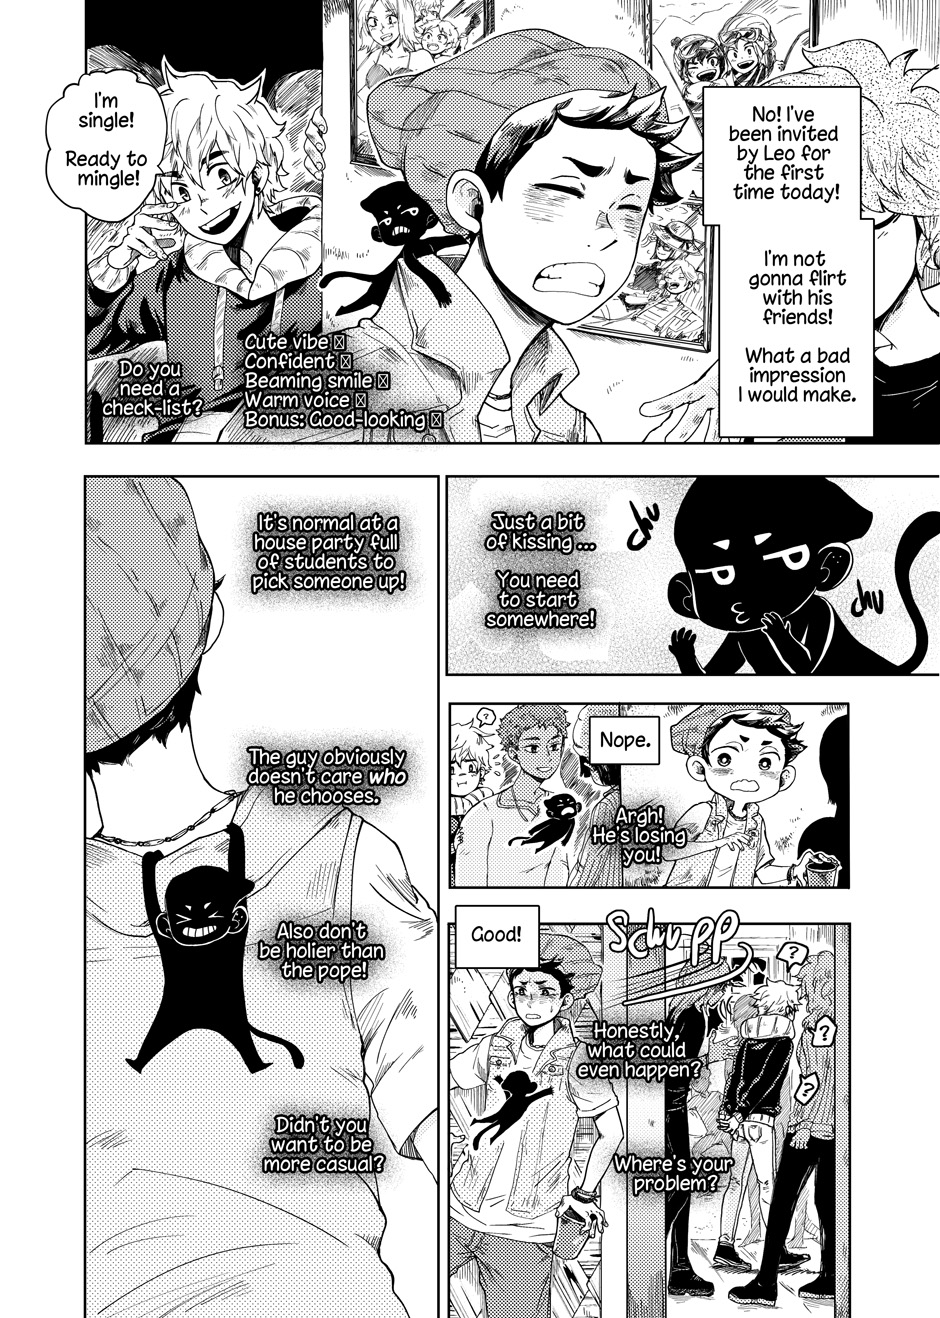 I'm
single!
Ready to
mingle!
No! I've
been invited
by Leo for
the first
time today!
I'm not
gonna flirt
with his
friends!
What a bad
impression
I would make.
Do you
need a
check-list?
Cute vibe
Confident
Beaming smile
Warm voice
Bonus: Good-looking
It's normal at a
house party full
of students to
pick someone up!
The guy obviously
doesn't care who
he chooses.
Also don't
be holier than
the pope!
Didn't you
want to be
more casual?
Just a bit
of kissing ...
You need
to start
somewhere!
chu
chu
?
Nope.
Argh!
He's losing
you!
Good!
Schupp
?
?
?
Honestly,
what could
even happen?
Where's your
problem?